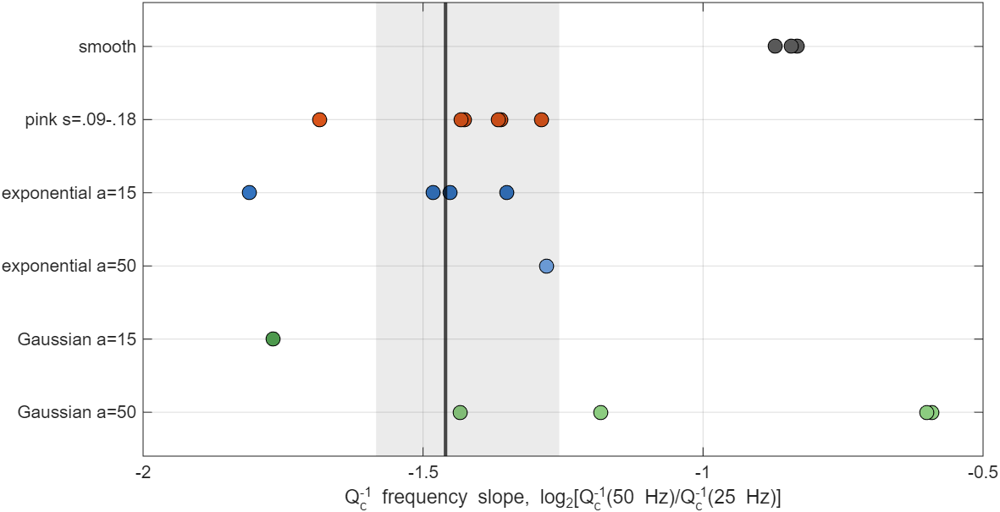 smooth
pink s=.09-.18
exponential a=15
exponential a=50
Gaussian a=15
Gaussian a=50
-2 -1.5 -1 -0.5
Q_c^-1 frequency slope, log_2[Q_c^-1(50 Hz)/Q_c^-1(25 Hz)]